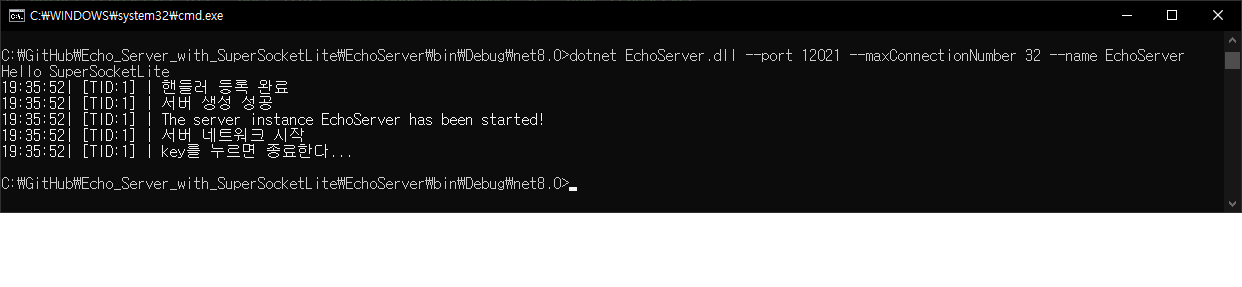 C:\WINDOWS\system32\cmd.exe
C:\GitHub\Echo_Server_with_SuperSocketLite\EchoServer\bin\Debug\net8.0>dotnet EchoServer.dll --port 12021 --maxConnectionNumber 32 --name EchoServer
Hello SuperSocketLite
19:35:52| [TID:1] | 핸들러 등록 완료
19:35:52| [TID:1] | 서버 생성 성공
19:35:52| [TID:1] | The server instance EchoServer has been started!
19:35:52| [TID:1] | 서버 네트워크 시작
19:35:52| [TID:1] | key를 누르면 종료한다...
C:\GitHub\Echo_Server_with_SuperSocketLite\EchoServer\bin\Debug\net8.0>